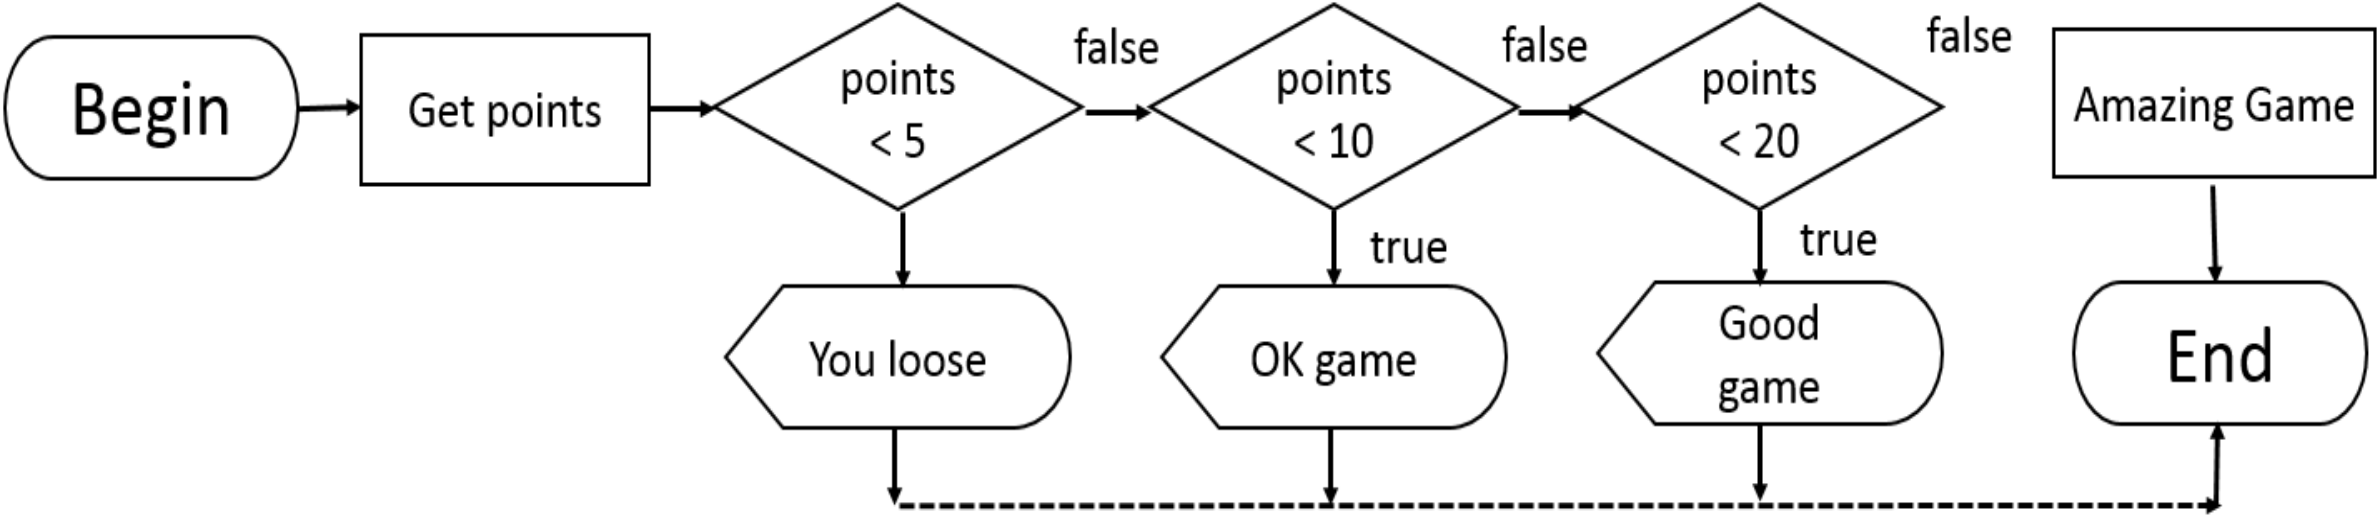 Begin
Get points
points
< 5
false
points
< 10
false
points
< 20
false
Amazing Game
true
true
You loose
OK game
Good
game
End